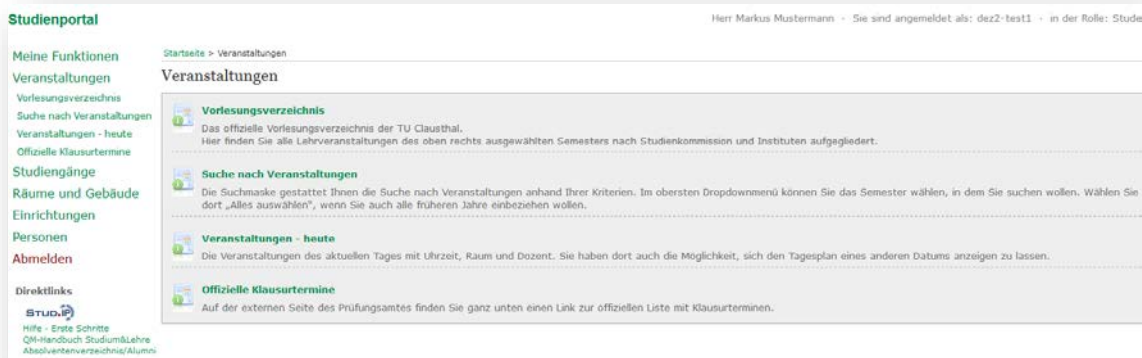 Studienportal
Herr Markus Mustermann - Sie sind angemeldet als: dez2-test1 - in der Rolle: Stude
Meine Funktionen
Veranstaltungen
Vorlesungsverzeichnis
Suche nach Veranstaltungen
Veranstaltungen - heute
Offizielle Klausurtermine
Studiengänge
Räume und Gebäude
Einrichtungen
Personen
Abmelden
Direktlinks
STUD.IP
Hilfe - Erste Schritte
QM-Handbuch Studium&Lehre
Absolventenverzeichnis/Alumni
Startseite > Veranstaltungen
Veranstaltungen
Vorlesungsverzeichnis
Das offizielle Vorlesungsverzeichnis der TU Clausthal.
Hier finden Sie alle Lehrveranstaltungen des oben rechts ausgewählten Semesters nach Studienkommission und Instituten aufgegliedert.
Suche nach Veranstaltungen
Die Suchmaske gestattet Ihnen die Suche nach Veranstaltungen anhand Ihrer Kriterien. Im obersten Dropdownmenü können Sie das Semester wählen, in dem Sie suchen wollen. Wählen Sie
dort „Alles auswählen", wenn Sie auch alle früheren Jahre einbeziehen wollen.
Veranstaltungen - heute
Die Veranstaltungen des aktuellen Tages mit Uhrzeit, Raum und Dozent. Sie haben dort auch die Möglichkeit, sich den Tagesplan eines anderen Datums anzeigen zu lassen.
Offizielle Klausurtermine
Auf der externen Seite des Prüfungsamtes finden Sie ganz unten einen Link zur offiziellen Liste mit Klausurterminen.